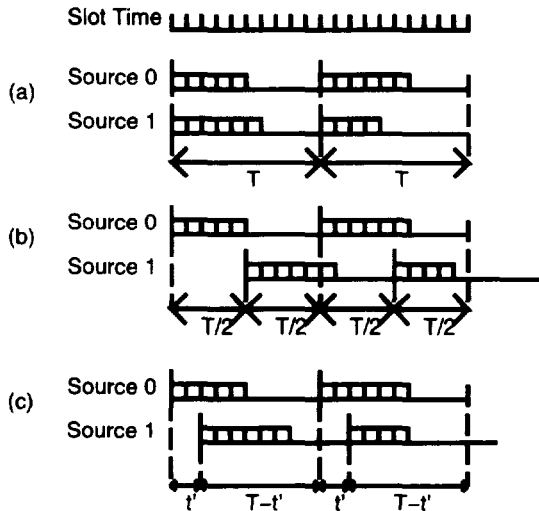 Slot Time
(a)
Source 0
Source 1
T T
(b)
Source 0
Source 1
T/2 T/2 T/2 T/2
(c)
Source 0
Source 1
t' T-t' t' T-t'